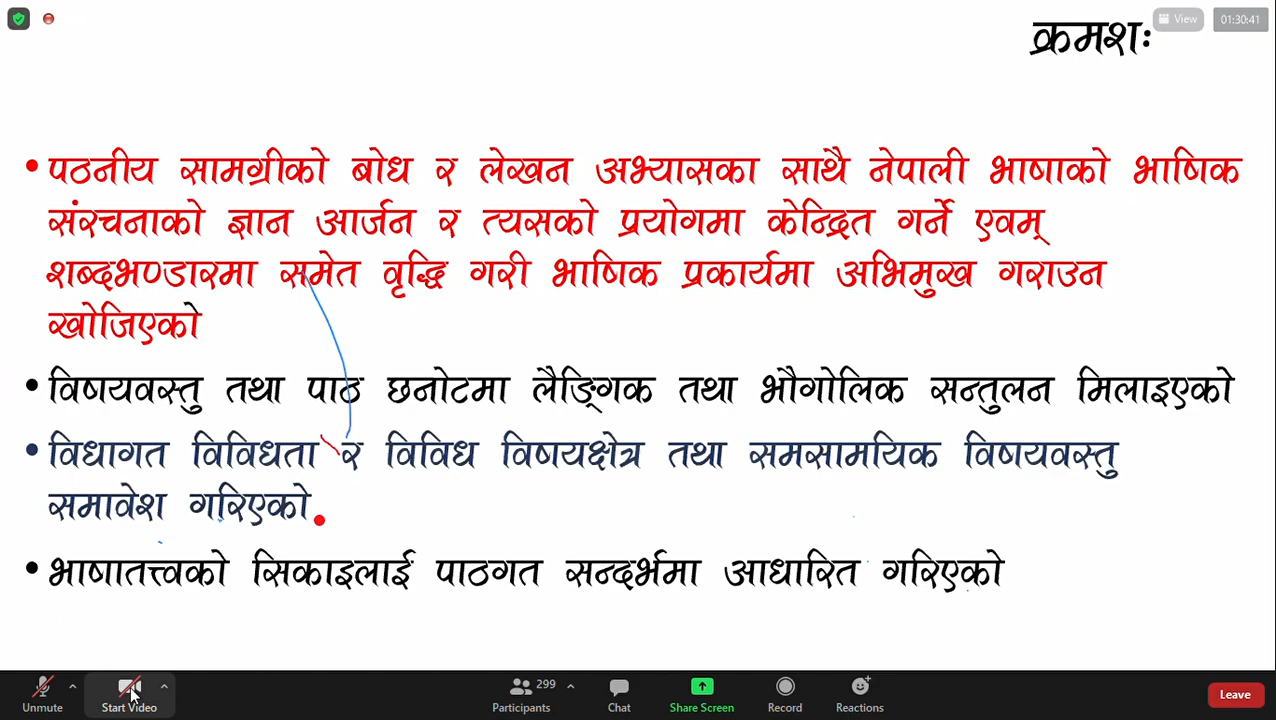 View
01:30:41
क्रमशः
• पठनीय सामग्रीको बोध र लेखन अभ्यासका साथै नेपाली भाषाको भाषिक
संरचनाको ज्ञान आर्जन र त्यसको प्रयोगमा केन्द्रित गर्ने एवम्
शब्दभण्डारमा समेत वृद्धि गरी भाषिक प्रकार्यमा अभिमुख गराउन
खोजिएको
• विषयवस्तु तथा पाठ छनोटमा लैङ्गिक तथा भौगोलिक सन्तुलन मिलाइएको
• विधागत विविधता र विविध विषयक्षेत्र तथा समसामयिक विषयवस्तु
समावेश गरिएको
• भाषातत्त्वको सिकाइलाई पाठगत सन्दर्भमा आधारित गरिएको
Unmute Start Video 299 Participants Chat Share Screen Record Reactions Leave